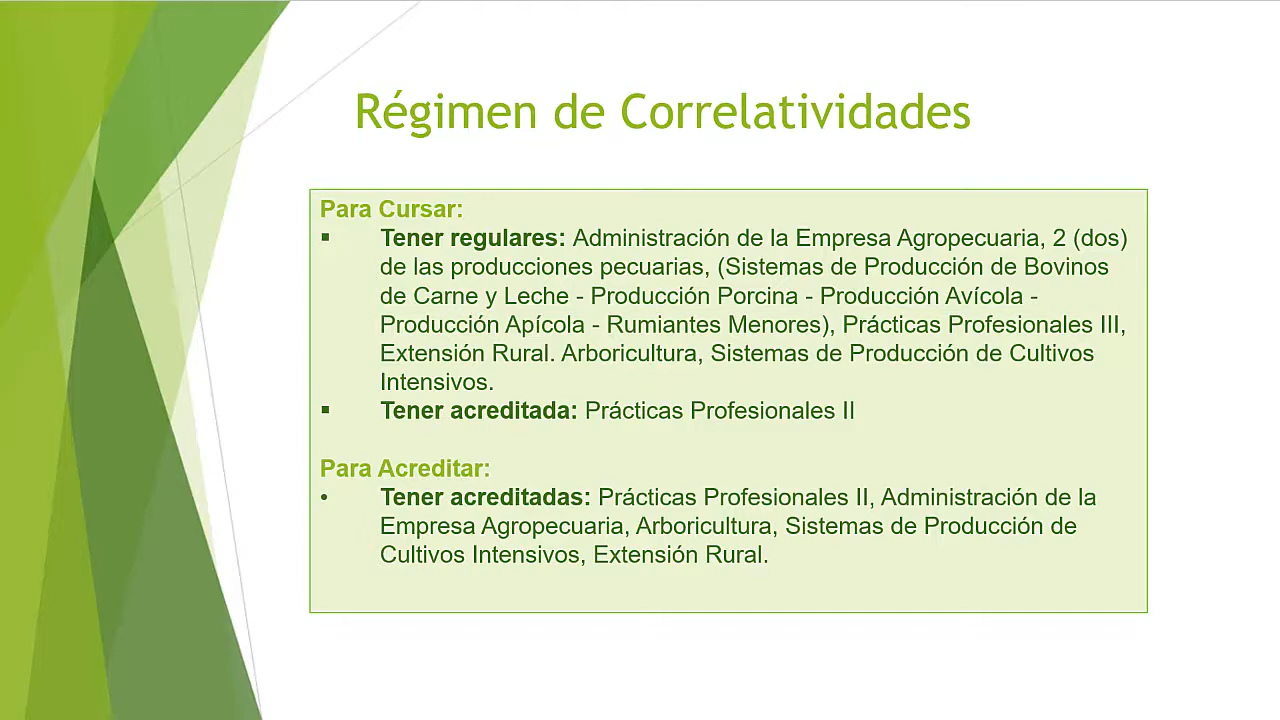 Régimen de Correlatividades
Para Cursar:
▪ Tener regulares: Administración de la Empresa Agropecuaria, 2 (dos)
de las producciones pecuarias, (Sistemas de Producción de Bovinos
de Carne y Leche - Producción Porcina - Producción Avícola -
Producción Apícola - Rumiantes Menores), Prácticas Profesionales III,
Extensión Rural. Arboricultura, Sistemas de Producción de Cultivos
Intensivos.
▪ Tener acreditada: Prácticas Profesionales II
Para Acreditar:
• Tener acreditadas: Prácticas Profesionales II, Administración de la
Empresa Agropecuaria, Arboricultura, Sistemas de Producción de
Cultivos Intensivos, Extensión Rural.